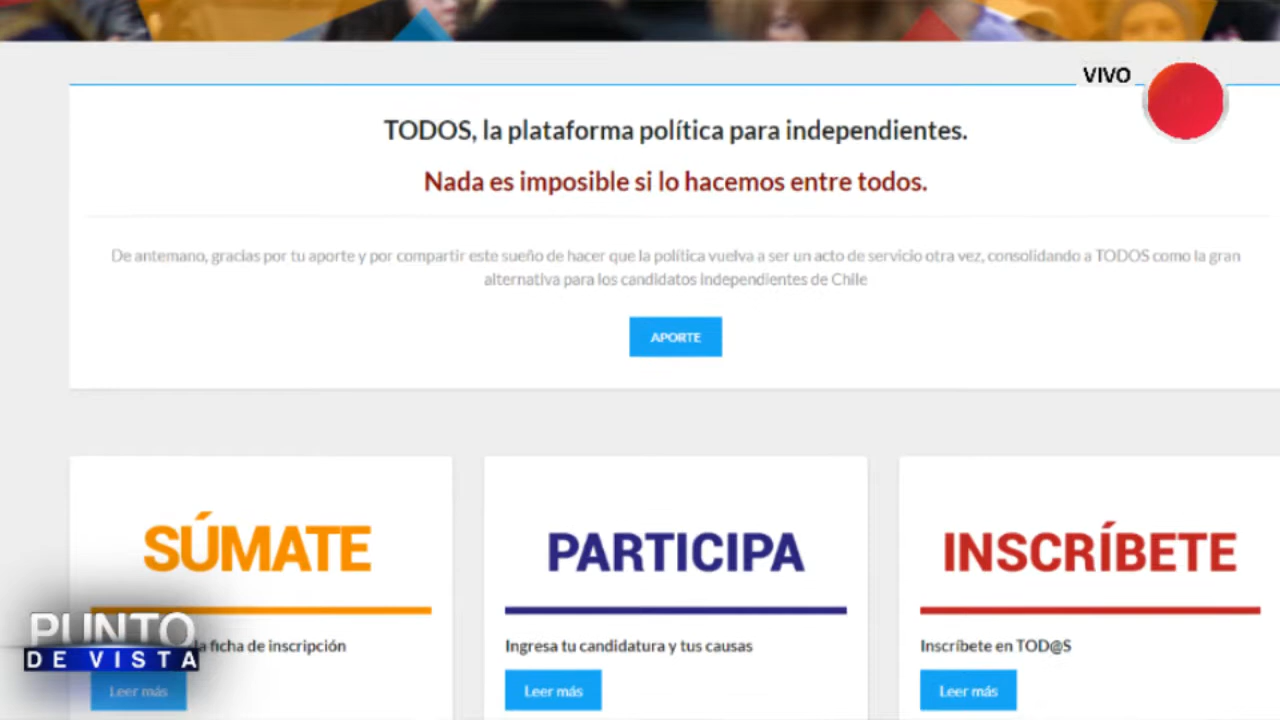 VIVO
TODOS, la plataforma política para independientes.
Nada es imposible si lo hacemos entre todos.
De antemano, gracias por tu aporte y por compartir este sueño de hacer que la política vuelva a ser un acto de servicio otra vez, consolidando a TODOS como la gran
alternativa para los candidatos independientes de Chile
APORTE
SÚMATE
PARTICIPA
INSCRÍBETE
la ficha de inscripción
Ingresa tu candidatura y tus causas
Inscríbete en TOD@S
PUNTO
DE VISTA
Leer más
Leer más
Leer más